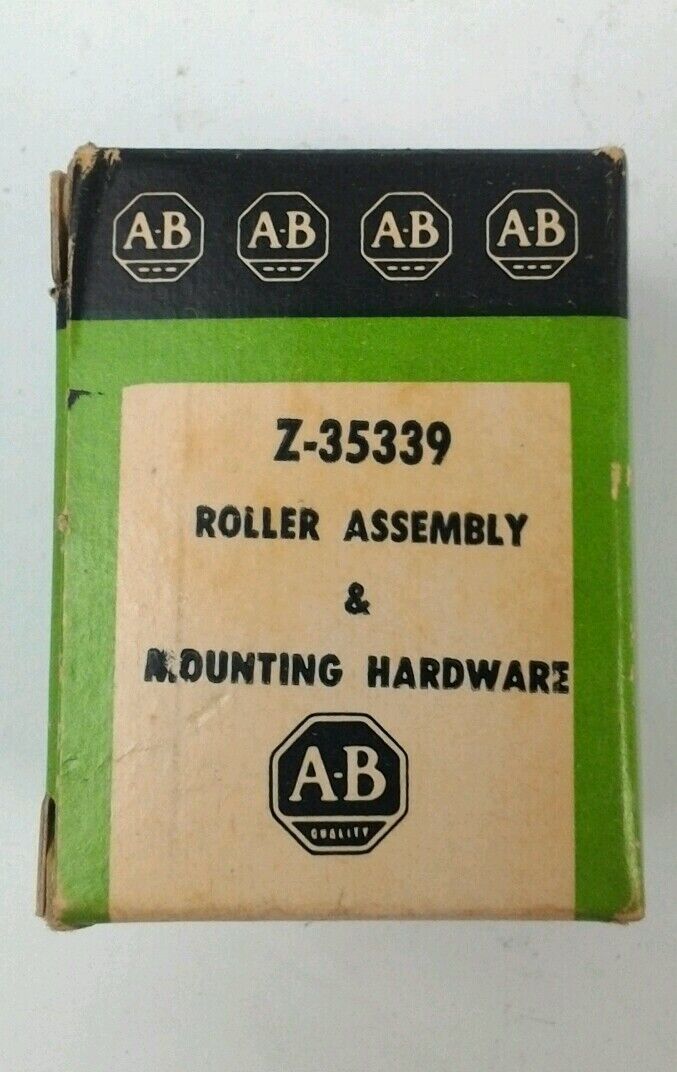 A-B A-B A-B A-B
Z-35339
ROLLER ASSEMBLY
&
MOUNTING HARDWARE
A-B
QUALITY